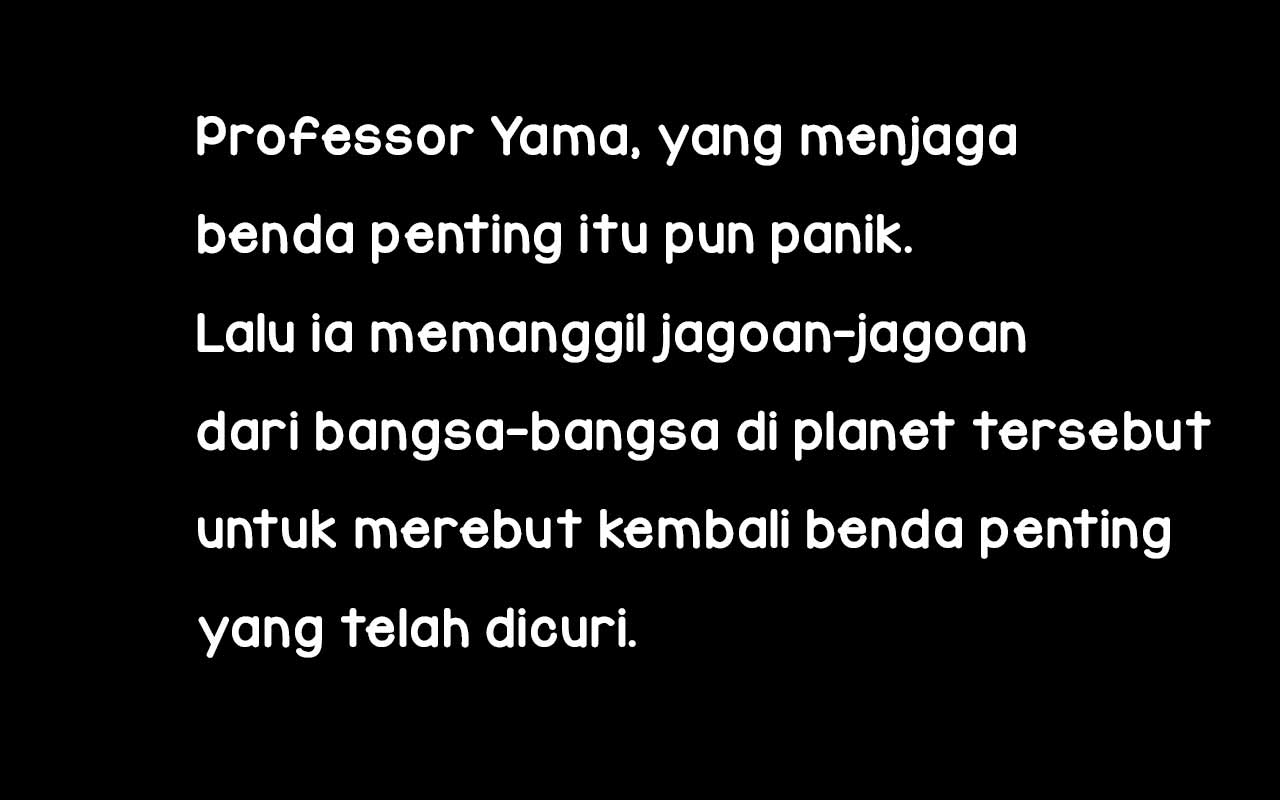 Professor Yama, yang menjaga
benda penting itu pun panik.
Lalu ia memanggil jagoan-jagoan
dari bangsa-bangsa di planet tersebut
untuk merebut kembali benda penting
yang telah dicuri.